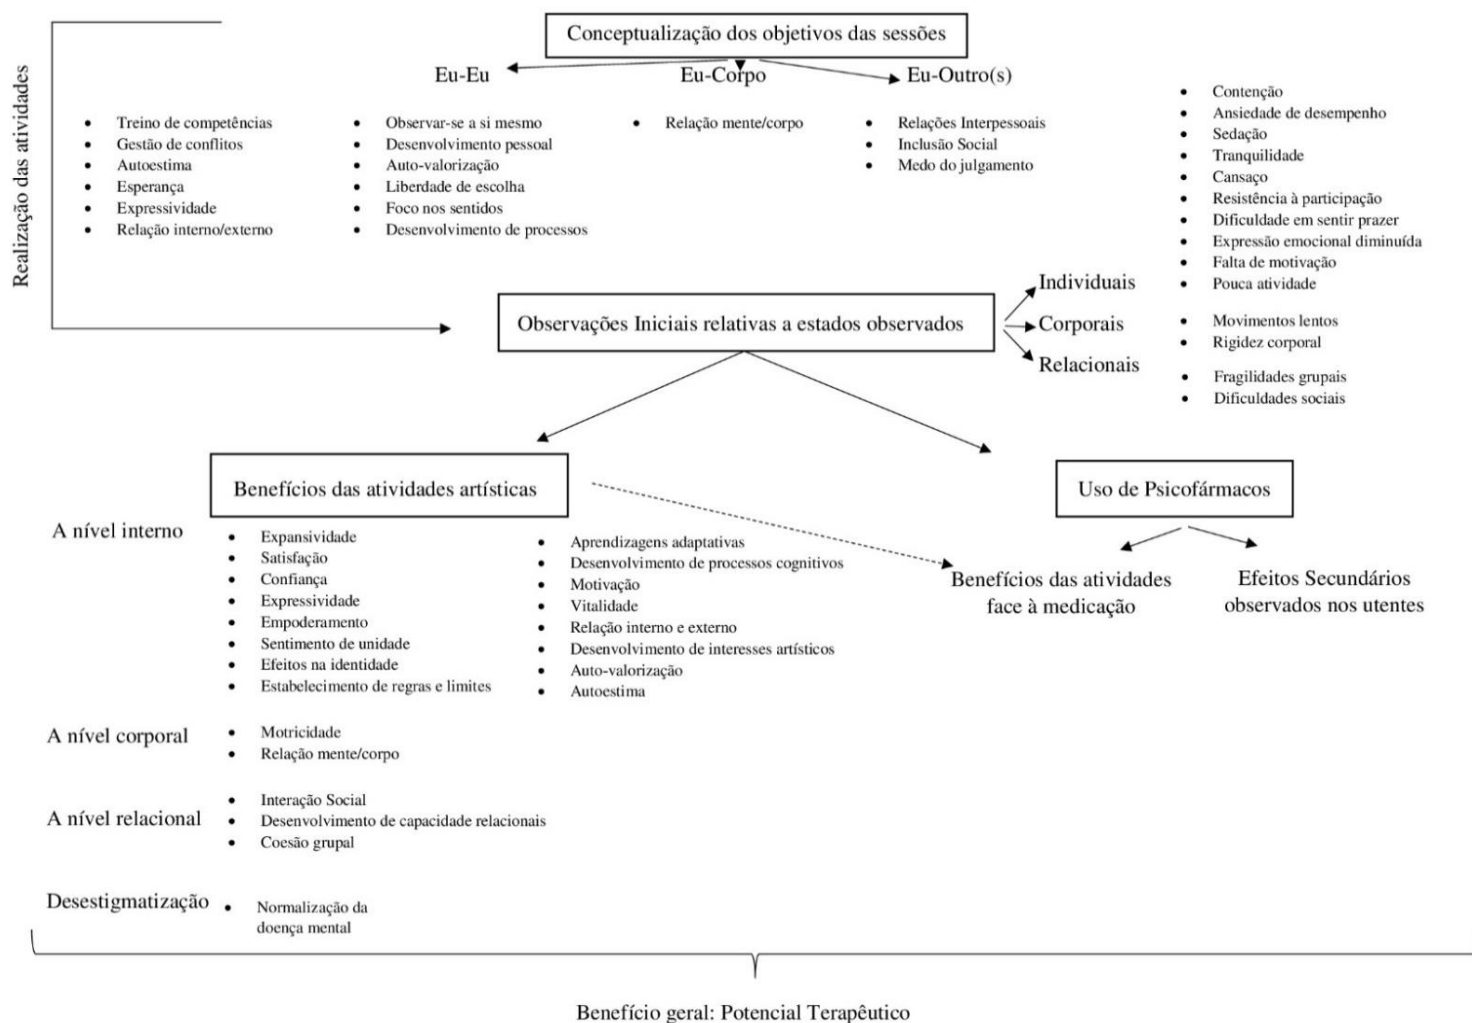 Conceptualização dos objetivos das sessões
Realização das atividades
Eu-Eu
Eu-Corpo
Eu-Outro(s)
Treino de competências
Gestão de conflitos
Autoestima
Esperança
Expressividade
Relação interno/externo
Observar-se a si mesmo
Desenvolvimento pessoal
Auto-valorização
Liberdade de escolha
Foco nos sentidos
Desenvolvimento de processos
Relação mente/corpo
Relações Interpessoais
Inclusão Social
Medo do julgamento
Observações Iniciais relativas a estados observados
Individuais
Corporais
Relacionais
Contenção
Ansiedade de desempenho
Sedação
Tranquilidade
Cansaço
Resistência à participação
Dificuldade em sentir prazer
Expressão emocional diminuída
Falta de motivação
Pouca atividade
Movimentos lentos
Rigidez corporal
Fragilidades grupais
Dificuldades sociais
Benefícios das atividades artísticas
A nível interno
Expansividade
Satisfação
Confiança
Expressividade
Empoderamento
Sentimento de unidade
Efeitos na identidade
Estabelecimento de regras e limites
Aprendizagens adaptativas
Desenvolvimento de processos cognitivos
Motivação
Vitalidade
Relação interno e externo
Desenvolvimento de interesses artísticos
Auto-valorização
Autoestima
A nível corporal
Motricidade
Relação mente/corpo
A nível relacional
Interação Social
Desenvolvimento de capacidade relacionais
Coesão grupal
Desestigmatização
Normalização da
doença mental
Uso de Psicofármacos
Benefícios das atividades
face à medicação
Efeitos Secundários
observados nos utentes
Benefício geral: Potencial Terapêutico